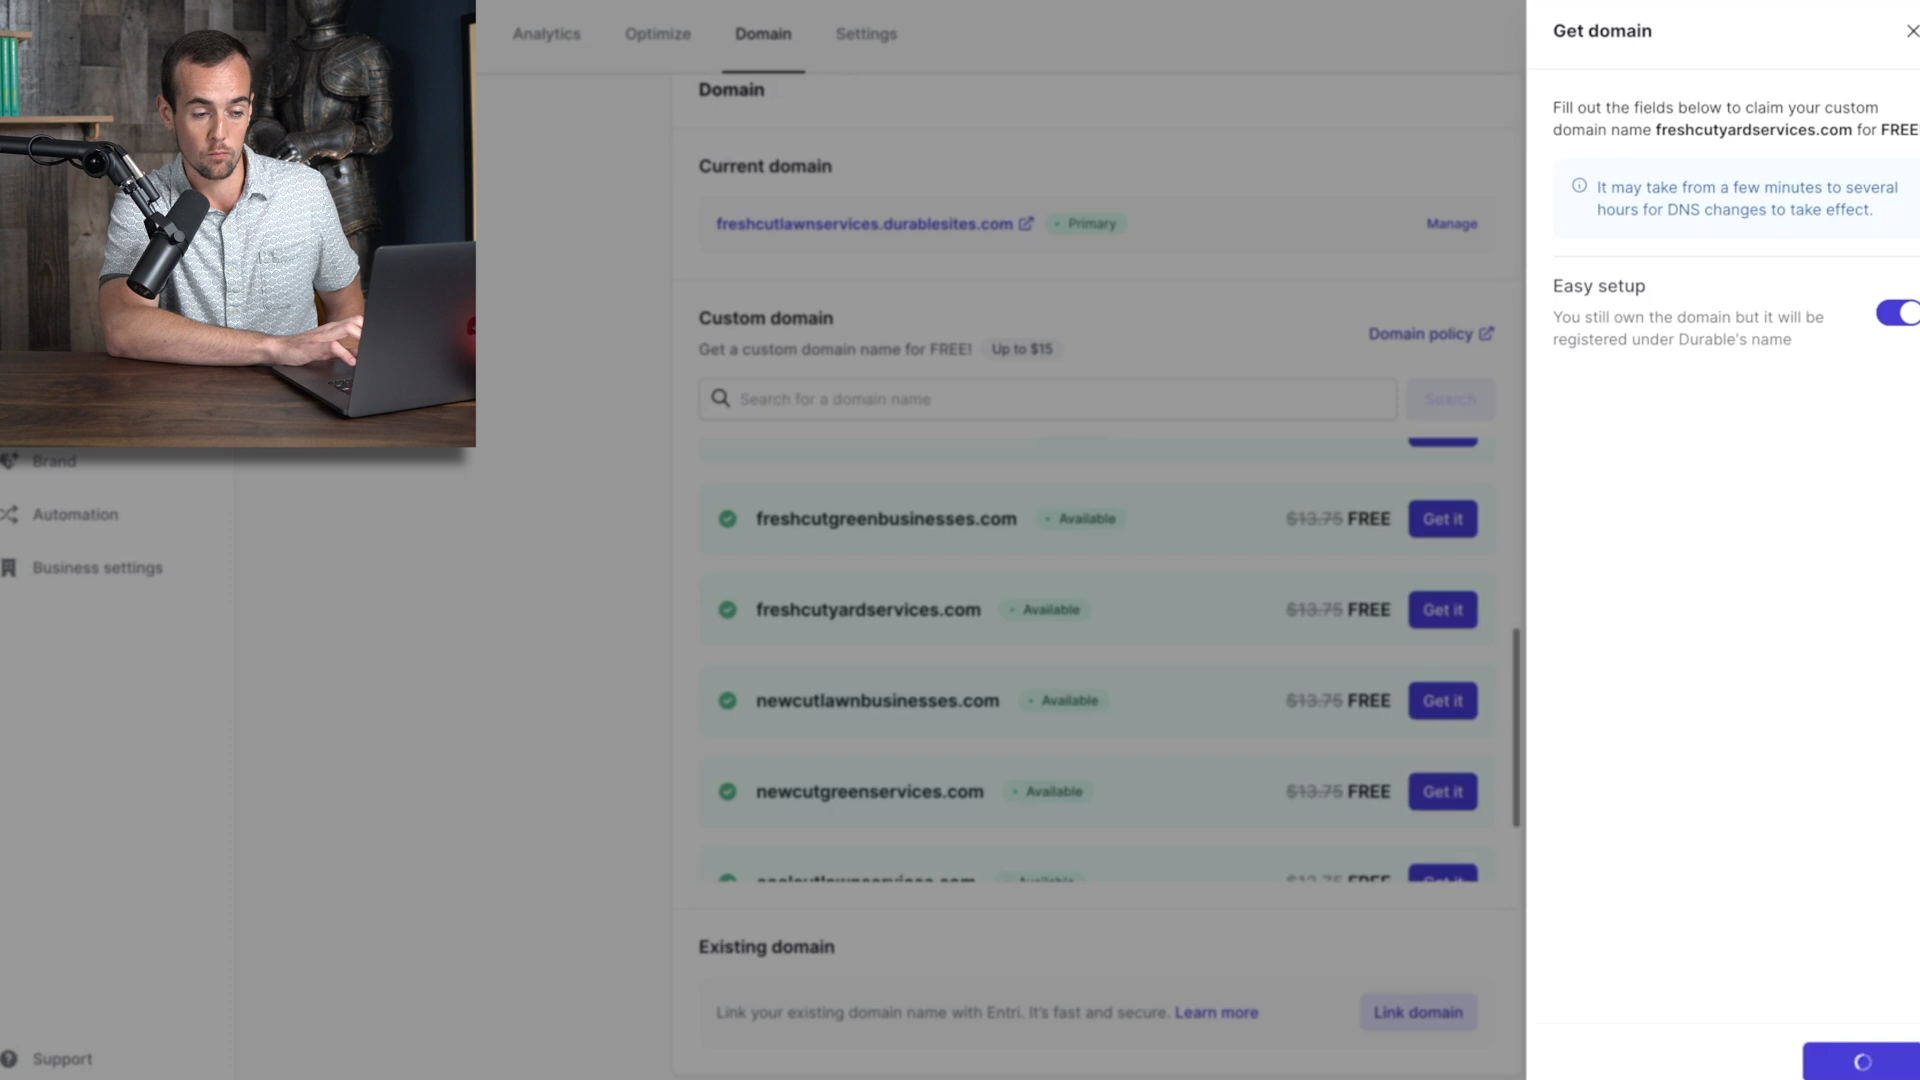 Analytics
Optimize
Domain
Settings
Domain
Current domain
freshcutlawnservices.durablesites.com
Primary
Manage
Custom domain
Get a custom domain name for FREE!
Up to $15
Domain policy
Search for a domain name
Search
freshcutgreenbusinesses.com
Available
$13.75 FREE
Get it
freshcutyardservices.com
Available
$13.75 FREE
Get it
newcutlawnbusinesses.com
Available
$13.75 FREE
Get it
newcutgreenservices.com
Available
$13.75 FREE
Get it
Available
$13.75 FREE
Get it
Existing domain
Link your existing domain name with Entri. It's fast and secure. Learn more
Link domain
Brand
Automation
Business settings
Support
Get domain
Fill out the fields below to claim your custom
domain name freshcutyardservices.com for FREE
It may take from a few minutes to several
hours for DNS changes to take effect.
Easy setup
You still own the domain but it will be
registered under Durable's name